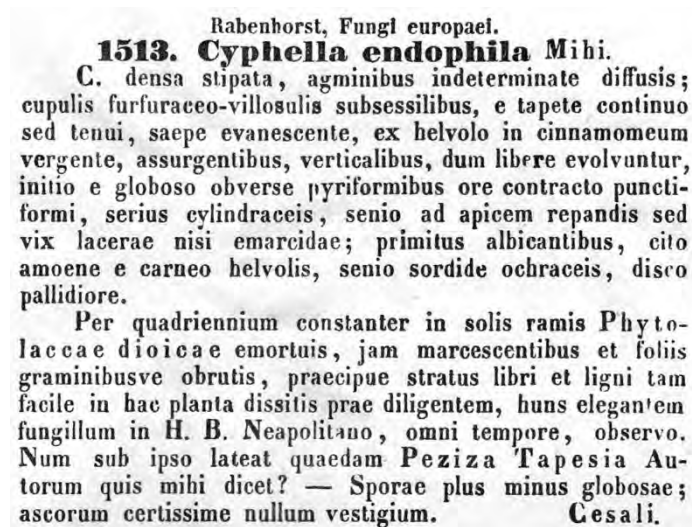 Rabenhorst, Fungi europaei.
1513. Cyphella endophila Mihi.
C. densa stipata, agminibus indeterminate diffusis;
cupulis furfuraceo-villosulis subsessilibus, e tapete continuo
sed tenui, saepe evanescente, ex helvolo in cinnamomeum
vergente, assurgentibus, verticalibus, dum libere evolvuntur,
initio e globoso obverse pyriformibus ore contracto puncti-
formi, serius cylindraceis, senio ad apicem repandis sed
vix lacerae nisi emarcidae; primitus albicantibus, cito
amoene e carneo helvolis, senio sordide ochraceis, disco
pallidiore.
Per quadriennium constanter in solis ramis Phyto-
laccae dioicae emortuis, jam marcescentibus et foliis
graminibusve obrutis, praecipue stratus libri et ligni tam
facile in hac planta dissitis prae diligentem, huns elegantem
fungillum in H. B. Neapolitano, omni tempore, observo.
Num sub ipso lateat quaedam Peziza Tapesia Au-
torum quis mihi dicet? — Sporae plus minus globosae;
ascorum certissime nullum vestigium. Cesati.